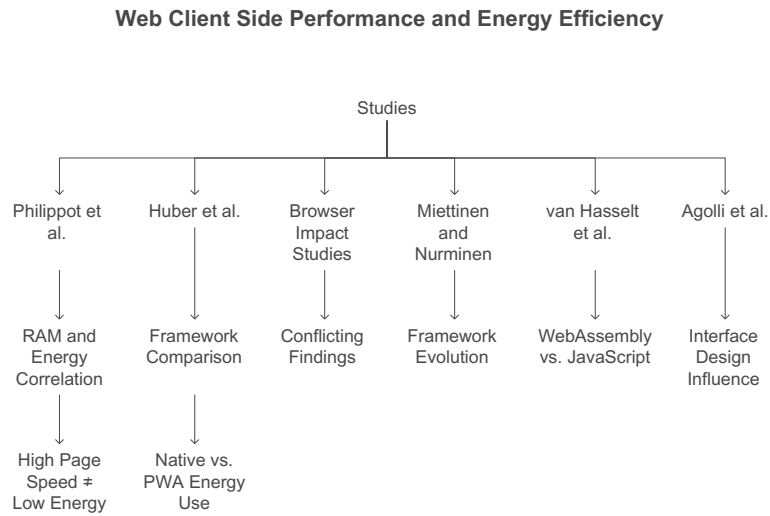 Web Client Side Performance and Energy Efficiency
Studies
Philippot et
al.
Huber et al.
Browser
Impact
Studies
Miettinen
and
Nurminen
van Hasselt
et al.
Agolli et al.
RAM and
Energy
Correlation
Framework
Comparison
Conflicting
Findings
Framework
Evolution
WebAssembly
vs. JavaScript
Interface
Design
Influence
High Page
Speed ≠
Low Energy
Native vs.
PWA Energy
Use